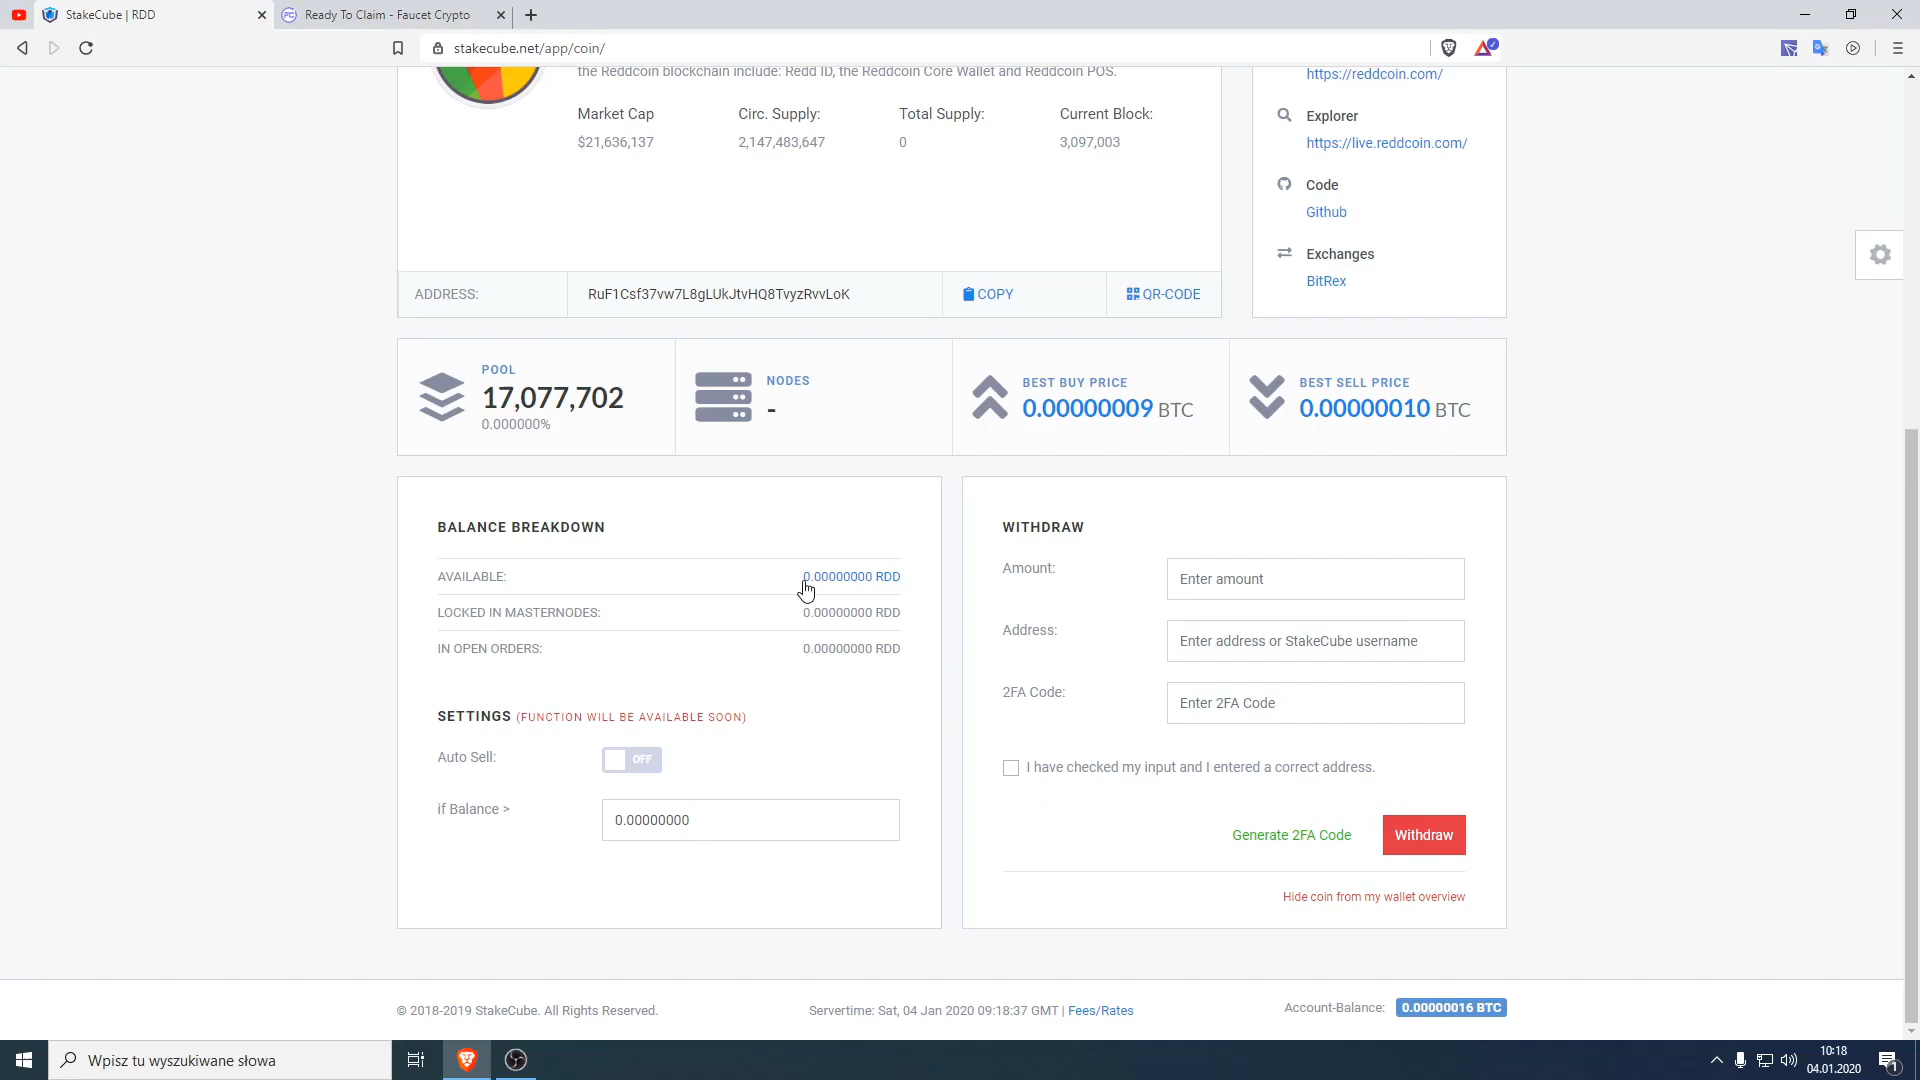 StakeCube | RDD
Ready To Claim - Faucet Crypto
stakecube.net/app/coin/
the Reddcoin blockchain include: Redd ID, the Reddcoin Core Wallet and Reddcoin POS.
Market Cap
Circ. Supply:
Total Supply:
Current Block:
$21,636,137
2,147,483,647
0
3,097,003
https://reddcoin.com/
Explorer
https://live.reddcoin.com/
Code
Github
Exchanges
BitRex
ADDRESS:
RuF1Csf37vw7L8gLUkJtvHQ8TvyzRvvLoK
COPY
QR-CODE
POOL
17,077,702
0.000000%
NODES
-
BEST BUY PRICE
0.00000009 BTC
BEST SELL PRICE
0.00000010 BTC
BALANCE BREAKDOWN
AVAILABLE:
0.00000000 RDD
LOCKED IN MASTERNODES:
0.00000000 RDD
IN OPEN ORDERS:
0.00000000 RDD
SETTINGS (FUNCTION WILL BE AVAILABLE SOON)
Auto Sell:
OFF
if Balance >
0.00000000
WITHDRAW
Amount:
Enter amount
Address:
Enter address or StakeCube username
2FA Code:
Enter 2FA Code
I have checked my input and I entered a correct address.
Generate 2FA Code
Withdraw
Hide coin from my wallet overview
© 2018-2019 StakeCube. All Rights Reserved.
Servertime: Sat, 04 Jan 2020 09:18:37 GMT | Fees/Rates
Account-Balance:
0.00000016 BTC
Wpisz tu wyszukiwane słowa
10:18
04.01.2020
1